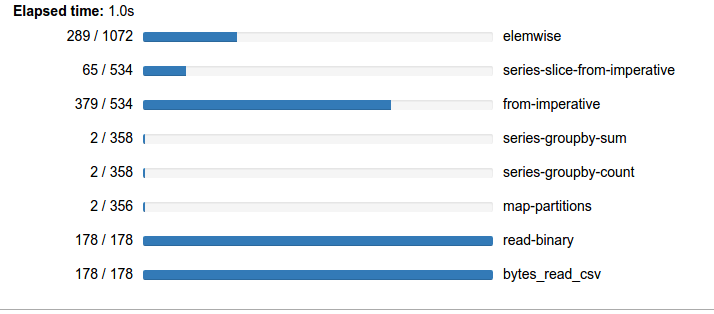 Elapsed time: 1.0s
289 / 1072 elemwise
65 / 534 series-slice-from-imperative
379 / 534 from-imperative
2 / 358 series-groupby-sum
2 / 358 series-groupby-count
2 / 356 map-partitions
178 / 178 read-binary
178 / 178 bytes_read_csv